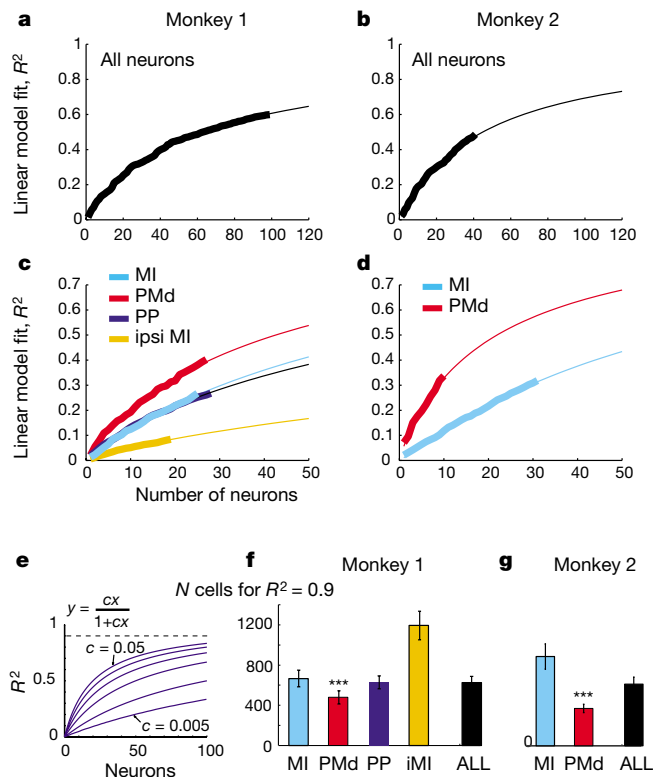 a Monkey 1
b Monkey 2
Linear model fit, R²
1
0.8
0.6
0.4
0.2
0
All neurons
0 20 40 60 80 100 120
1
0.8
0.6
0.4
0.2
0
All neurons
0 20 40 60 80 100 120
c
d
Linear model fit, R²
0.7
0.6
0.5
0.4
0.3
0.2
0.1
0
MI
PMd
PP
ipsi MI
0 10 20 30 40 50
Number of neurons
0.7
0.6
0.5
0.4
0.3
0.2
0.1
0
MI
PMd
0 10 20 30 40 50
e
f Monkey 1
g Monkey 2
N cells for R² = 0.9
y = cx
1+cx
R²
1
0.5
0
c = 0.05
c = 0.005
0 50 100
Neurons
1400
1000
600
200
0
***
MI PMd PP iMI ALL
0
***
MI PMd ALL